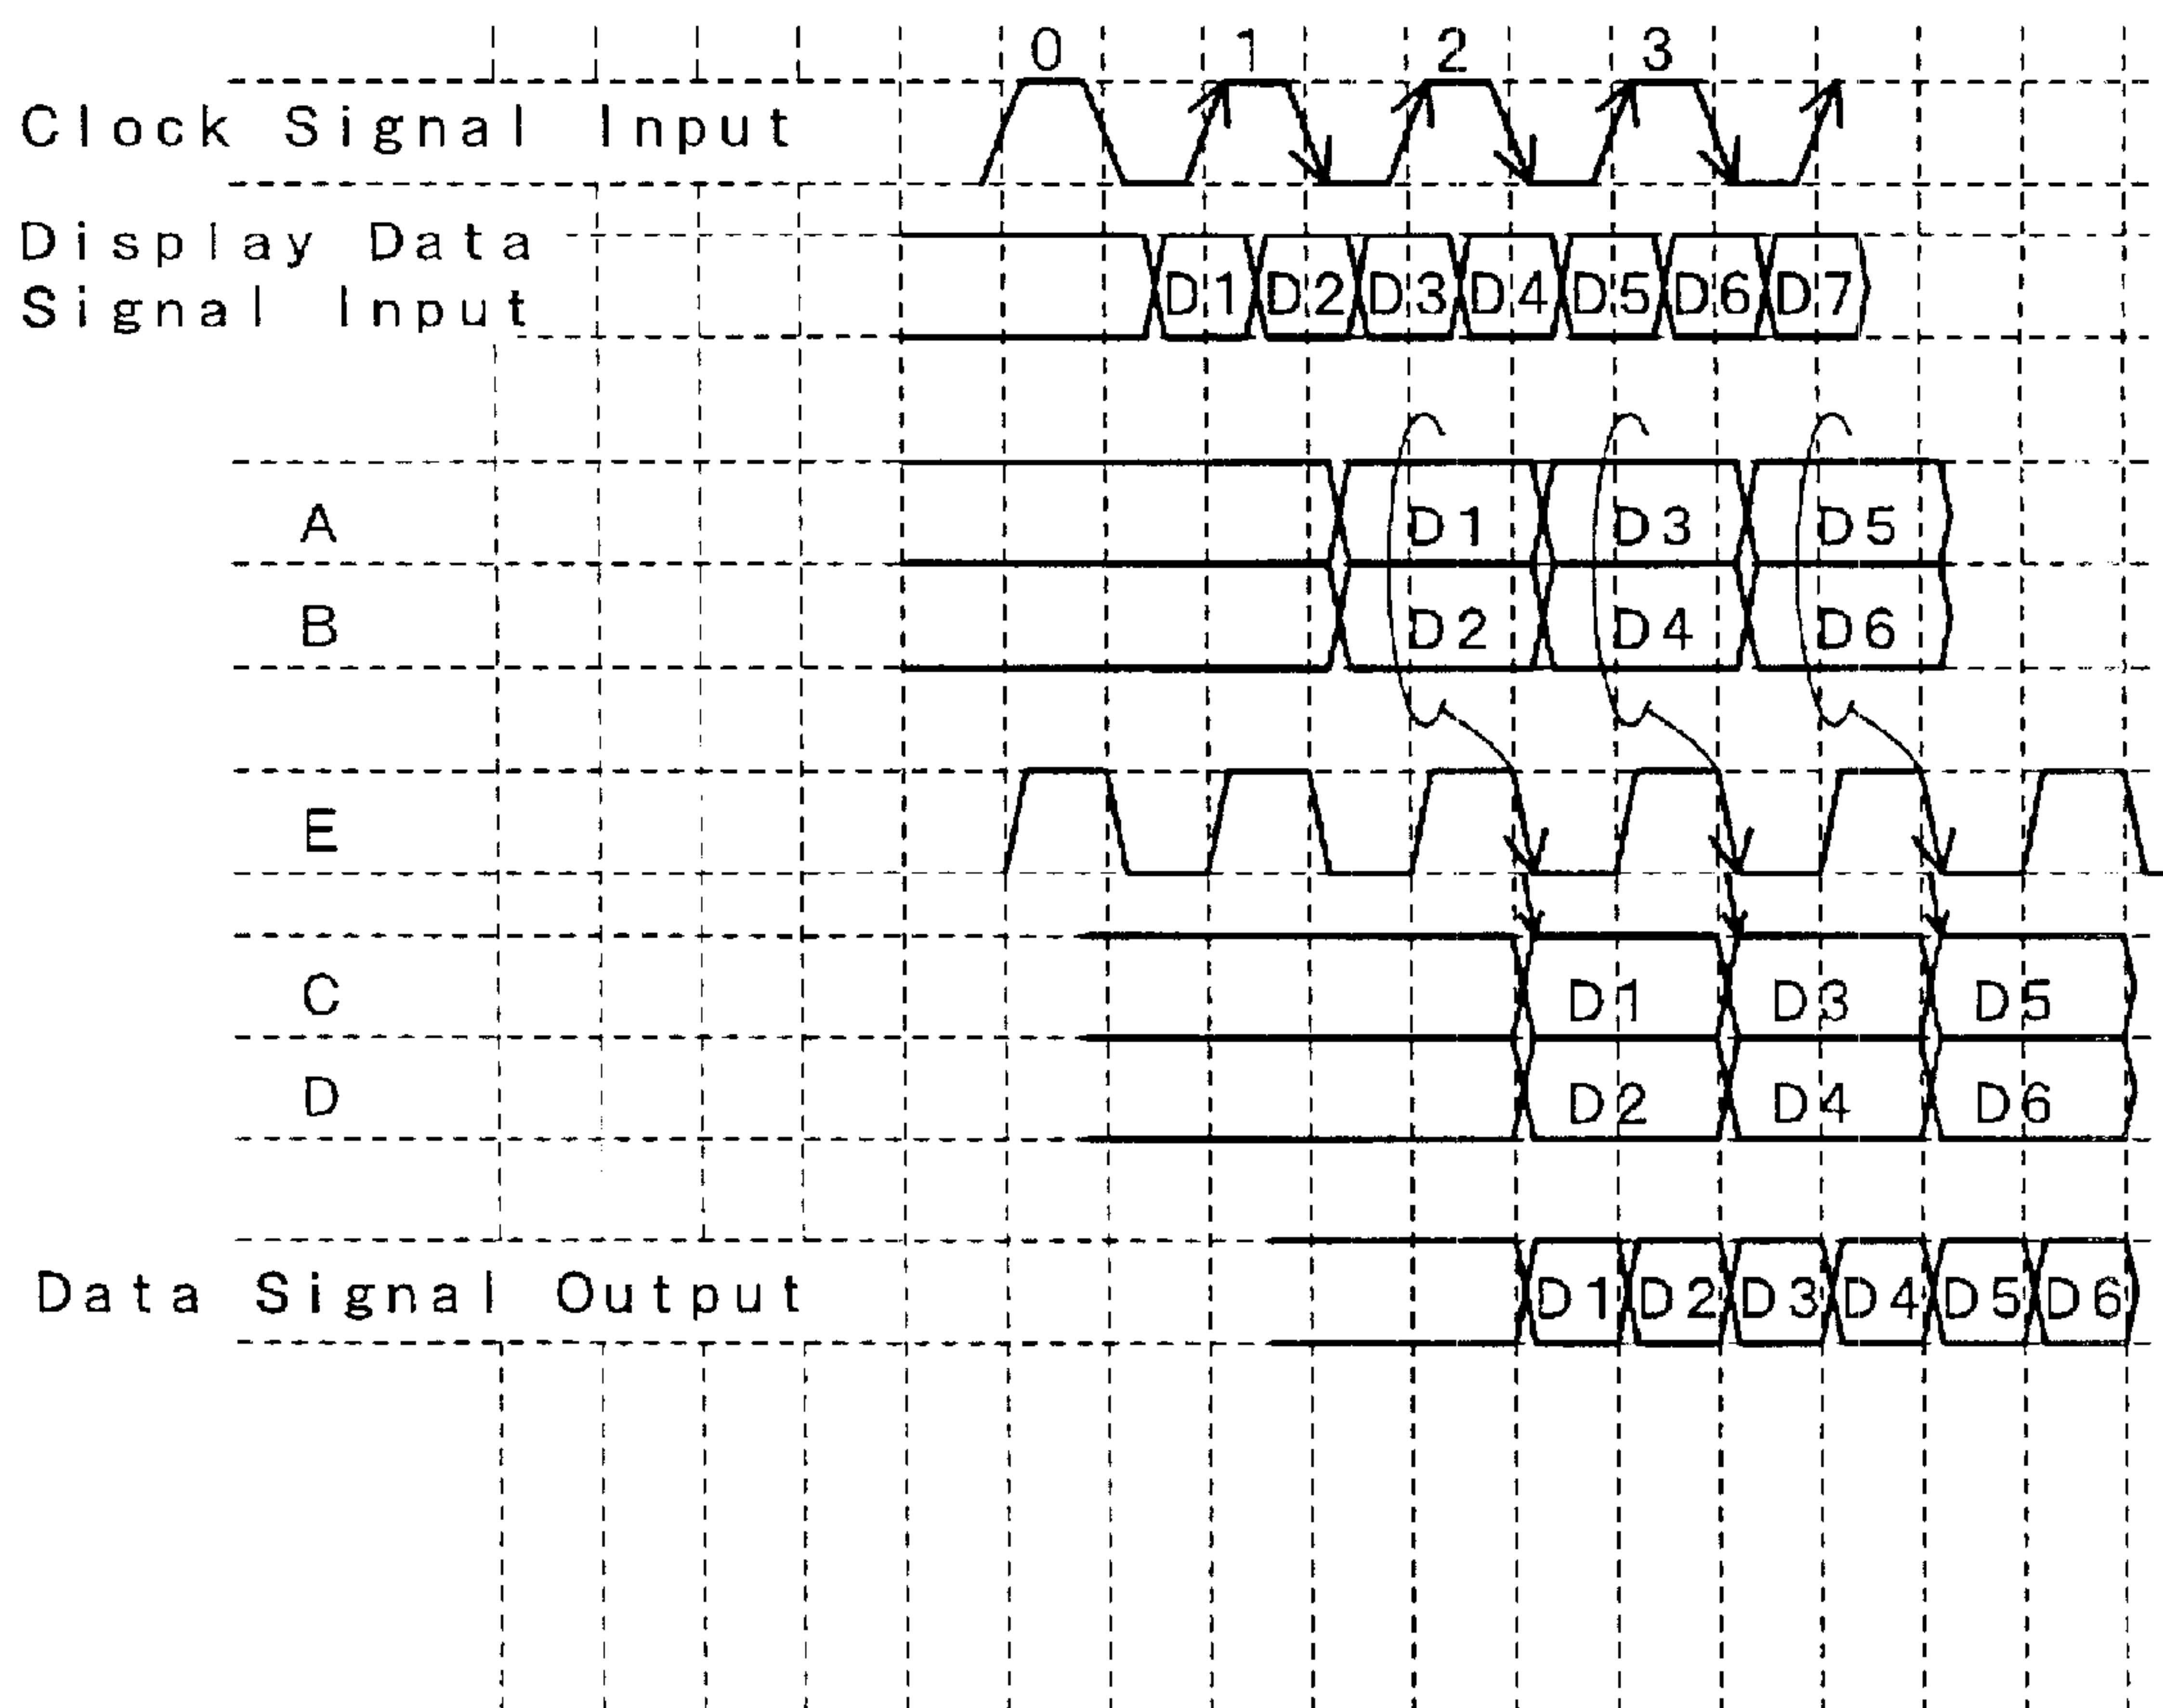 0 1 2 3
Clock Signal Input
Display Data
Signal Input
D1 D2 D3 D4 D5 D6 D7
A D1 D3 D5
B D2 D4 D6
E
C D1 D3 D5
D D2 D4 D6
Data Signal Output D1 D2 D3 D4 D5 D6